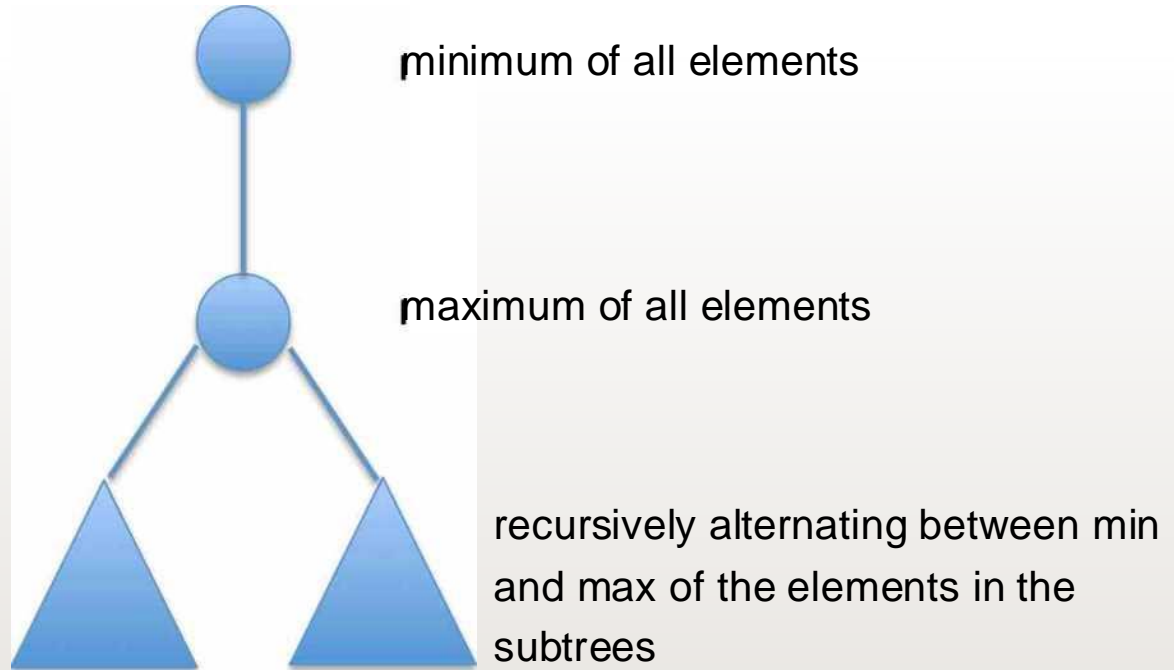 minimum of all elements
maximum of all elements
recursively alternating between min
and max of the elements in the
subtrees